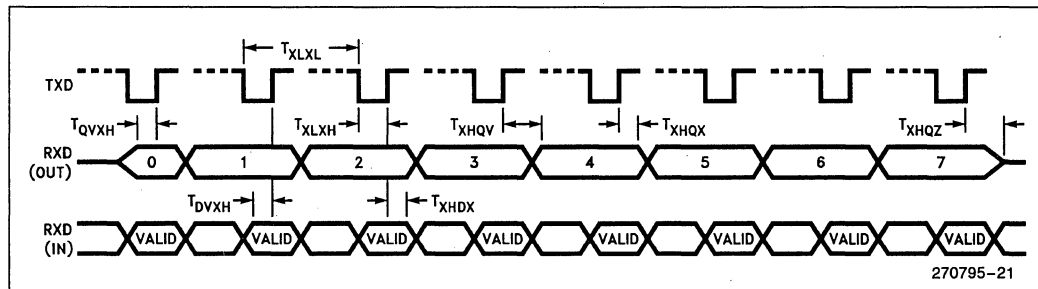 TXLXL
TXD
TQVXH
TXLXH
TXHQV
TXHQX
TXHQZ
RXD
(OUT)
0 1 2 3 4 5 6 7
TDVXH
TXHDX
RXD
(IN)
VALID VALID VALID VALID VALID VALID VALID VALID
270795-21